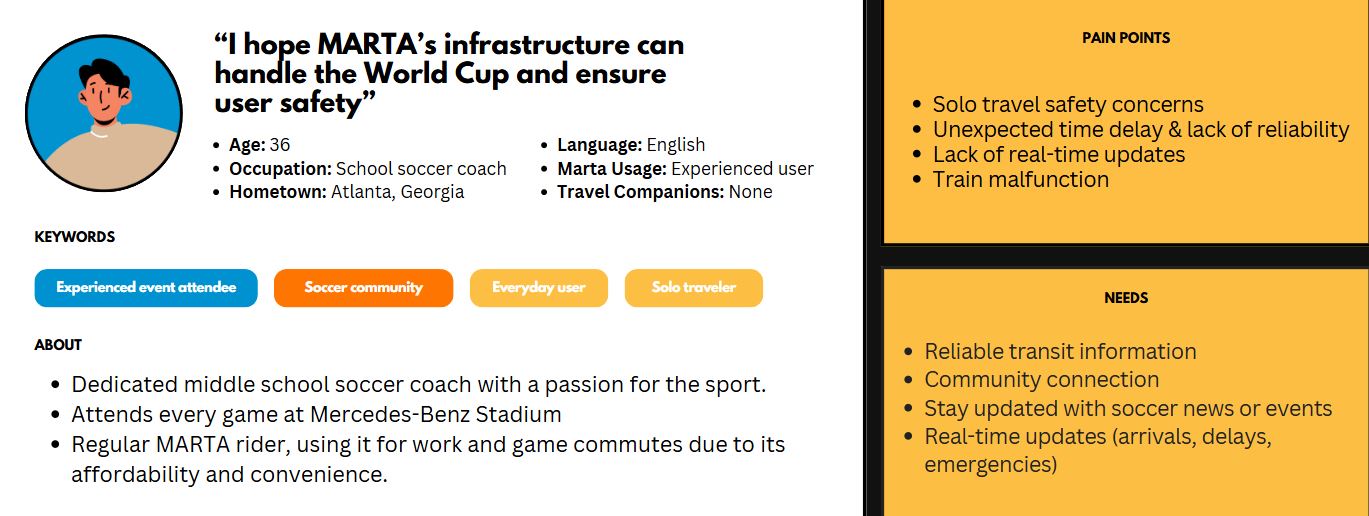 “I hope MARTA’s infrastructure can
handle the World Cup and ensure
user safety”
• Age: 36
• Occupation: School soccer coach
• Hometown: Atlanta, Georgia
• Language: English
• Marta Usage: Experienced user
• Travel Companions: None
KEYWORDS
Experienced event attendee
Soccer community
Everyday user
Solo traveler
ABOUT
• Dedicated middle school soccer coach with a passion for the sport.
• Attends every game at Mercedes-Benz Stadium
• Regular MARTA rider, using it for work and game commutes due to its
affordability and convenience.
PAIN POINTS
• Solo travel safety concerns
• Unexpected time delay & lack of reliability
• Lack of real-time updates
• Train malfunction
NEEDS
• Reliable transit information
• Community connection
• Stay updated with soccer news or events
• Real-time updates (arrivals, delays,
emergencies)